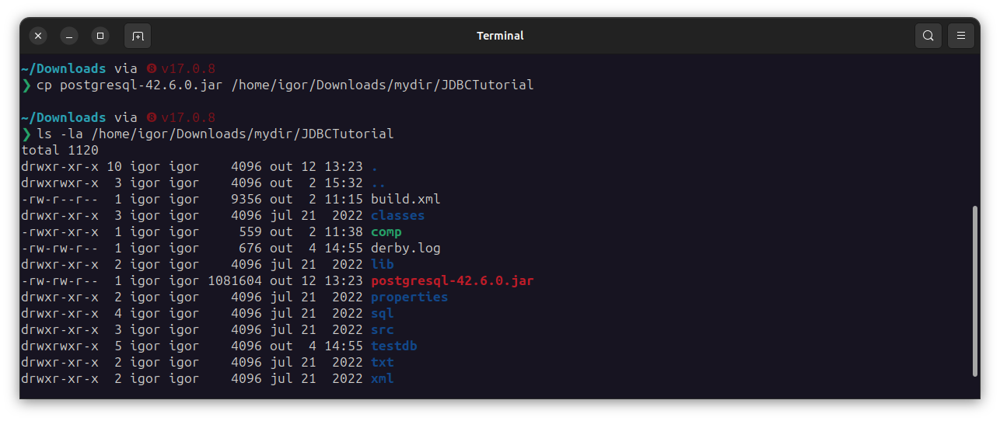 Terminal
~/Downloads via v17.0.8
❯ cp postgresql-42.6.0.jar /home/igor/Downloads/mydir/JDBCTutorial
~/Downloads via v17.0.8
❯ ls -la /home/igor/Downloads/mydir/JDBCTutorial
total 1120
drwxr-xr-x 10 igor igor    4096 out 12 13:23 .
drwxrwxr-x  3 igor igor    4096 out  2 15:32 ..
-rw-r--r--  1 igor igor    9356 out  2 11:15 build.xml
drwxr-xr-x  3 igor igor    4096 jul 21  2022 classes
-rwxr-xr-x  1 igor igor     559 out  2 11:38 comp
-rw-rw-r--  1 igor igor     676 out  4 14:55 derby.log
drwxr-xr-x  2 igor igor    4096 jul 21  2022 lib
-rw-rw-r--  1 igor igor 1081604 out 12 13:23 postgresql-42.6.0.jar
drwxr-xr-x  2 igor igor    4096 jul 21  2022 properties
drwxr-xr-x  4 igor igor    4096 jul 21  2022 sql
drwxr-xr-x  3 igor igor    4096 jul 21  2022 src
drwxrwxr-x  5 igor igor    4096 out  4 14:55 testdb
drwxr-xr-x  2 igor igor    4096 jul 21  2022 txt
drwxr-xr-x  2 igor igor    4096 jul 21  2022 xml